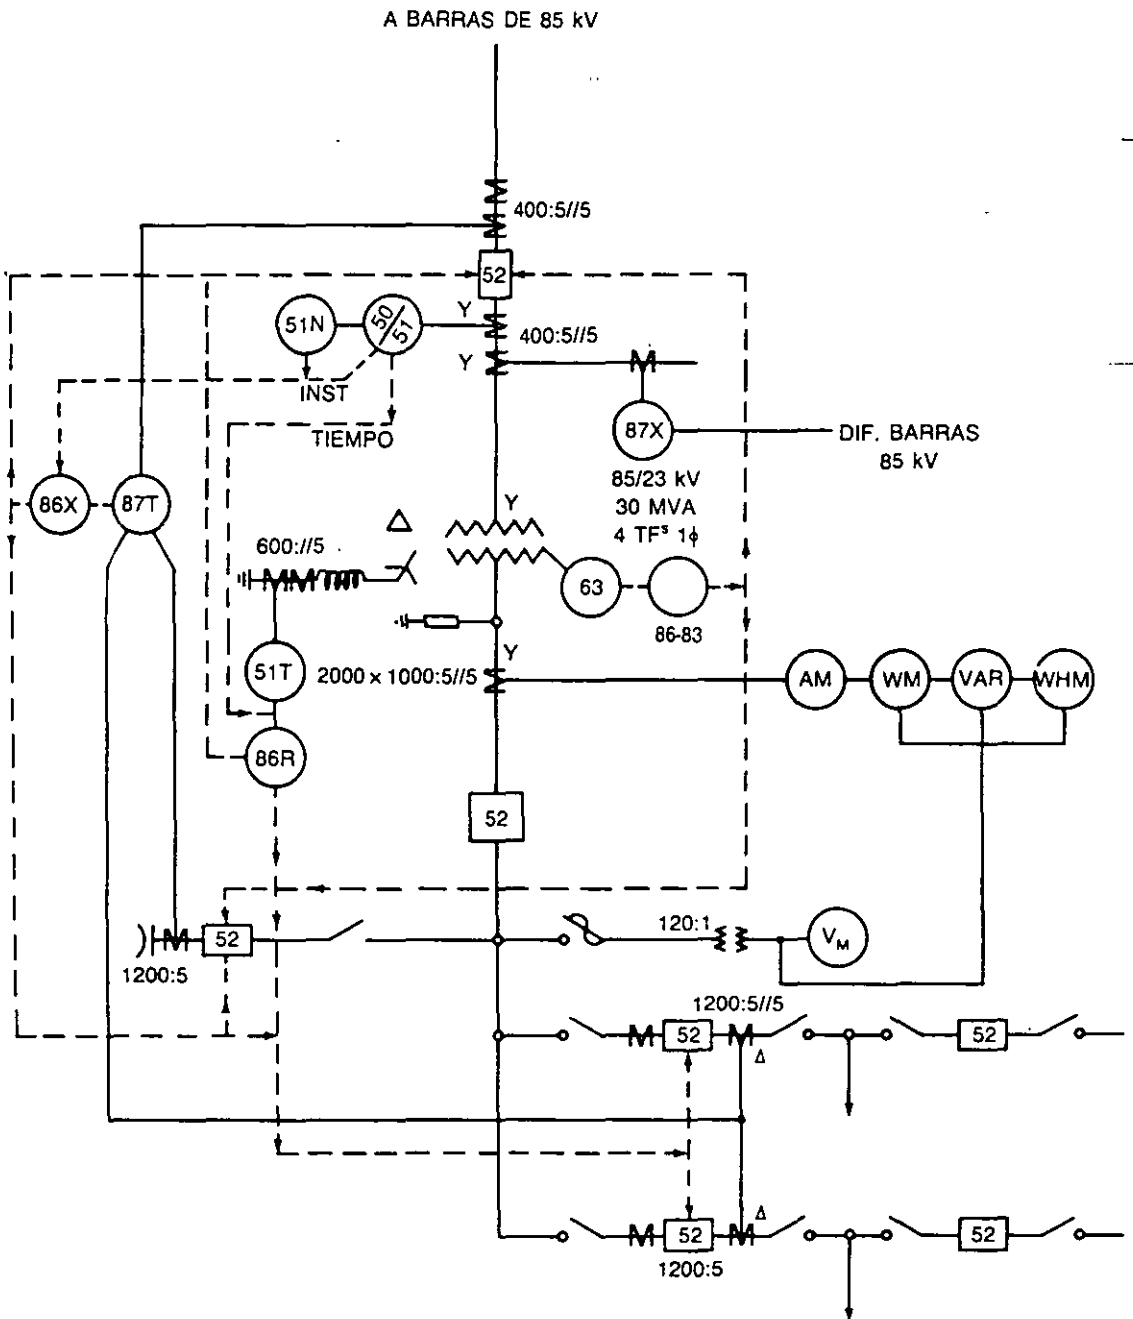 A BARRAS DE 85 kV
400:5//5
52
51N
50/51
Y
400:5//5
Y
INST
TIEMPO
87X
DIF. BARRAS
85 kV
85/23 kV
30 MVA
4 TFˢ 1ϕ
86X
87T
Y
Δ
600://5
63
86-83
Y
51T
2000 x 1000:5//5
AM
WM
VAR
WHM
86R
52
52
1200:5
120:1
VM
1200:5//5
52
Δ
52
Δ
52
52
1200:5